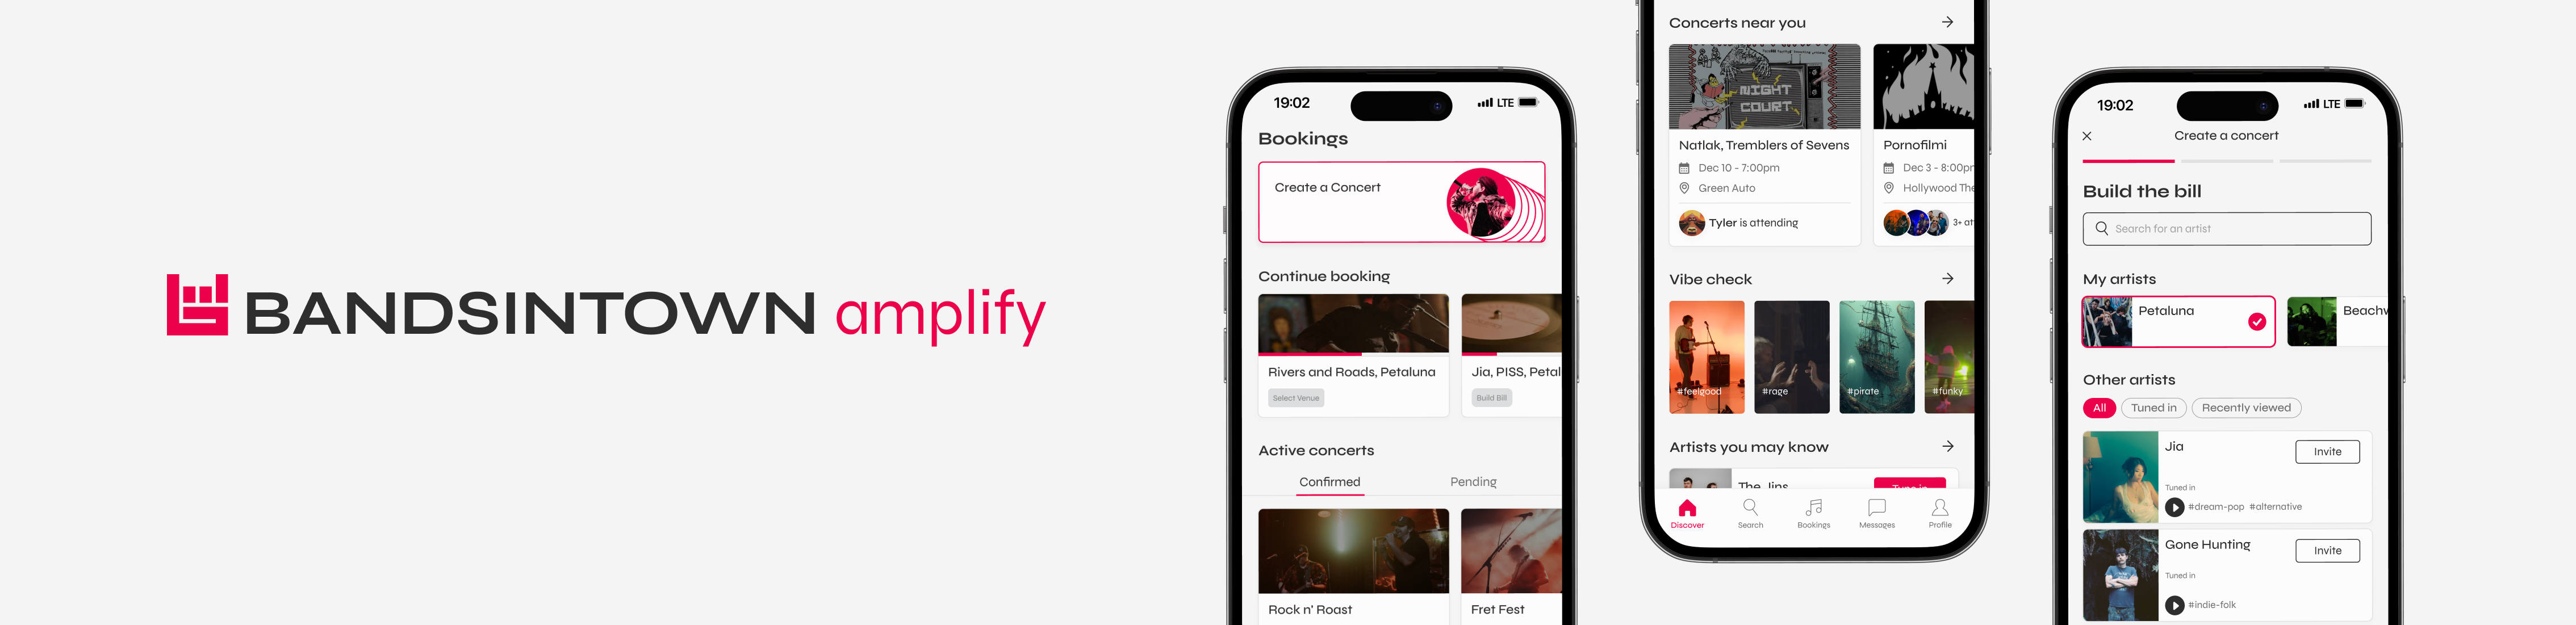 BANDSINTOWN amplify
19:02
LTE
Bookings
Create a Concert
Continue booking
Rivers and Roads, Petaluna
Select Venue
Jia, PISS, Petal
Build Bill
Active concerts
Confirmed
Pending
Rock n' Roast
Fret Fest
Concerts near you
NIGHT
COURT
Natlak, Tremblers of Sevens
Dec 10 - 7:00pm
Green Auto
Tyler is attending
Pornofilmi
Dec 3 - 8:00pm
Hollywood The
3+ at
Vibe check
#feelgood
#rage
#pirate
#funky
Artists you may know
The Jins
Tune in
Discover
Search
Bookings
Messages
Profile
19:02
LTE
Create a concert
Build the bill
Search for an artist
My artists
Petaluna
Beachw
Other artists
All
Tuned in
Recently viewed
Jia
Invite
Tuned in
#dream-pop #alternative
Gone Hunting
Invite
Tuned in
#indie-folk